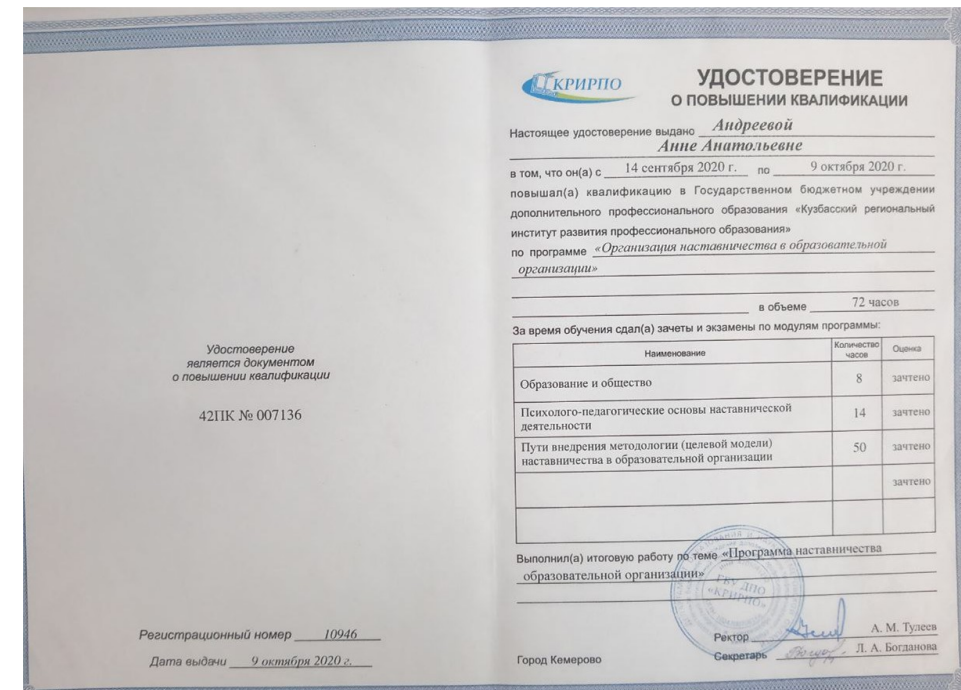 Удостоверение
является документом
о повышении квалификации
42ПК № 007136
Регистрационный номер 10946
Дата выдачи 9 октября 2020 г.
КРИРПО
УДОСТОВЕРЕНИЕ
О ПОВЫШЕНИИ КВАЛИФИКАЦИИ
Настоящее удостоверение выдано Андреевой
Анне Анатольевне
в том, что он(а) с 14 сентября 2020 г. по 9 октября 2020 г.
повышал(а) квалификацию в Государственном бюджетном учреждении
дополнительного профессионального образования «Кузбасский региональный
институт развития профессионального образования»
по программе «Организация наставничества в образовательной
организации»
в объеме 72 часов
За время обучения сдал(а) зачеты и экзамены по модулям программы:
Наименование Количество часов Оценка
Образование и общество 8 зачтено
Психолого-педагогические основы наставнической
деятельности 14 зачтено
Пути внедрения методологии (целевой модели)
наставничества в образовательной организации 50 зачтено
зачтено
Выполнил(а) итоговую работу по теме «Программа наставничества
образовательной организации»
ГБУ ДПО
«КРИРПО»
Ректор А. М. Тулеев
Город Кемерово Секретарь Л. А. Богданова